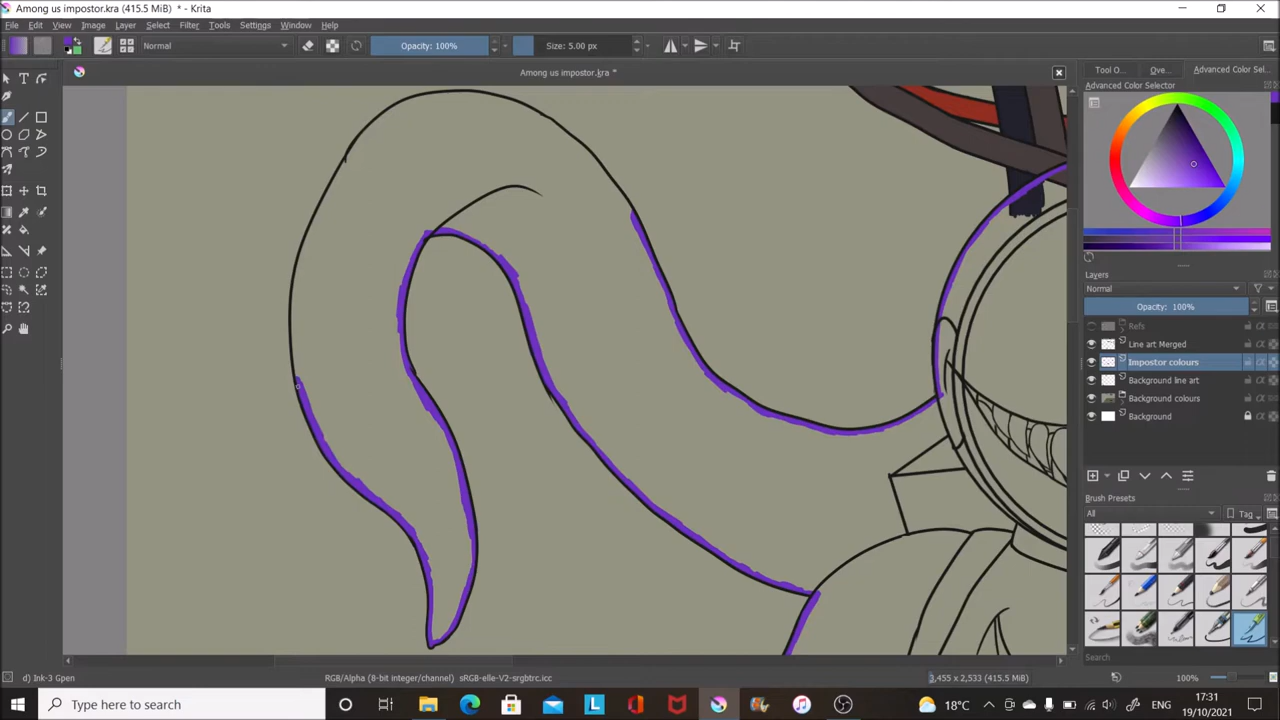 Among us impostor.kra (415.5 MiB) * - Krita
File Edit View Image Layer Select Filter Tools Settings Window Help
Normal Opacity: 100% Size: 5.00 px
Among us impostor.kra *
Tool O... Ove... Advanced Color Sel...
Advanced Color Selector
Layers
Normal
Opacity: 100%
Refs
Line art Merged
Impostor colours
Background line art
Background colours
Background
Brush Presets
All Tag
Search
d) Ink-3 Gpen RGB/Alpha (8-bit integer/channel) sRGB-elle-V2-srgbtrc.icc 3,455 x 2,533 (415.5 MiB) 100%
Type here to search 18°C ENG 17:31 19/10/2021